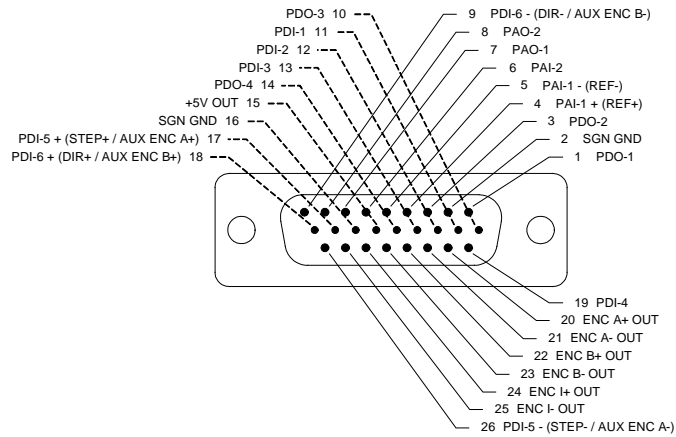 PDO-3 10
PDI-1 11
PDI-2 12
PDI-3 13
PDO-4 14
+5V OUT 15
SGN GND 16
PDI-5 + (STEP+ / AUX ENC A+) 17
PDI-6 + (DIR+ / AUX ENC B+) 18
9 PDI-6 - (DIR- / AUX ENC B-)
8 PAO-2
7 PAO-1
6 PAI-2
5 PAI-1 - (REF-)
4 PAI-1 + (REF+)
3 PDO-2
2 SGN GND
1 PDO-1
19 PDI-4
20 ENC A+ OUT
21 ENC A- OUT
22 ENC B+ OUT
23 ENC B- OUT
24 ENC I+ OUT
25 ENC I- OUT
26 PDI-5 - (STEP- / AUX ENC A-)